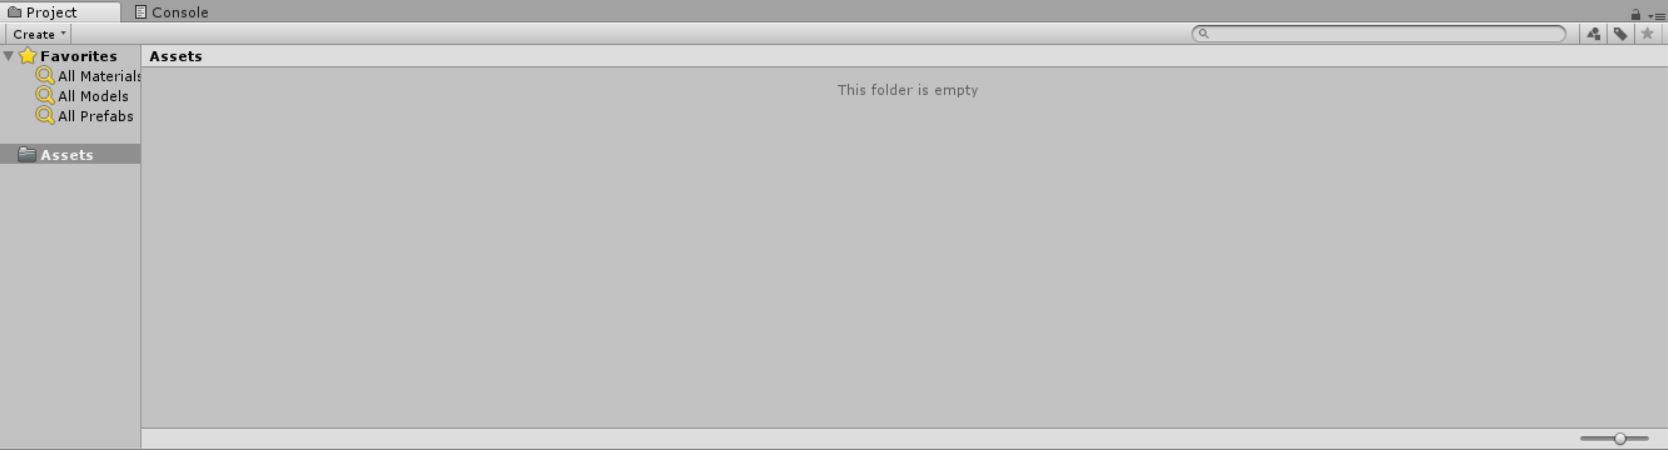 Project
Console
Create
Favorites
Assets
All Materials
This folder is empty
All Models
All Prefabs
Assets